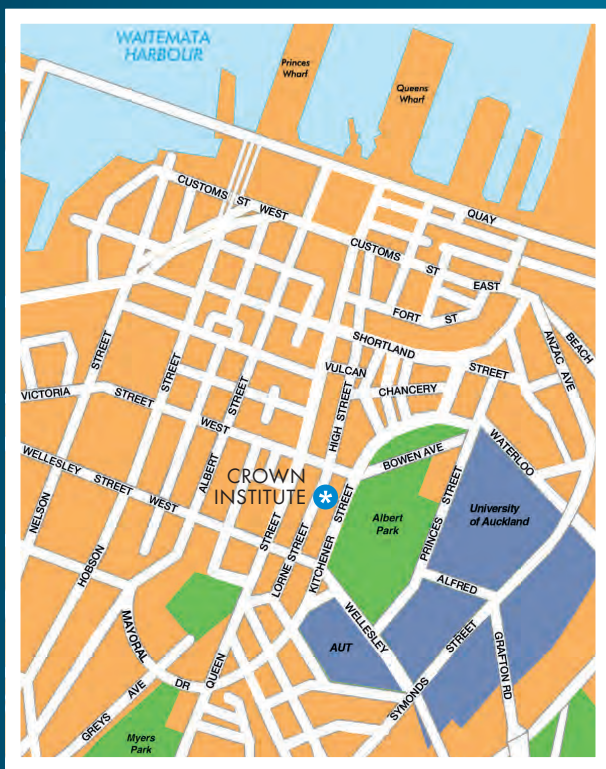 WAITEMATA
HARBOUR
Princes
Wharf
Queens
Wharf
CUSTOMS ST WEST
QUAY
CUSTOMS ST EAST
FORT ST
SHORTLAND STREET
ANZAC AVE
BEACH
VULCAN
CHANCERY
HIGH STREET
VICTORIA STREET WEST
NELSON STREET
HOBSON STREET
ALBERT STREET
WELLESLEY STREET WEST
CROWN
INSTITUTE
BOWEN AVE
WATERLOO
University
of Auckland
Albert
Park
PRINCES STREET
KITCHENER STREET
LORNE STREET
QUEEN STREET
ALFRED
WELLESLEY
AUT
SYMONDS STREET
GRAFTON RD
MAYORAL DR
GREYS AVE
Myers
Park